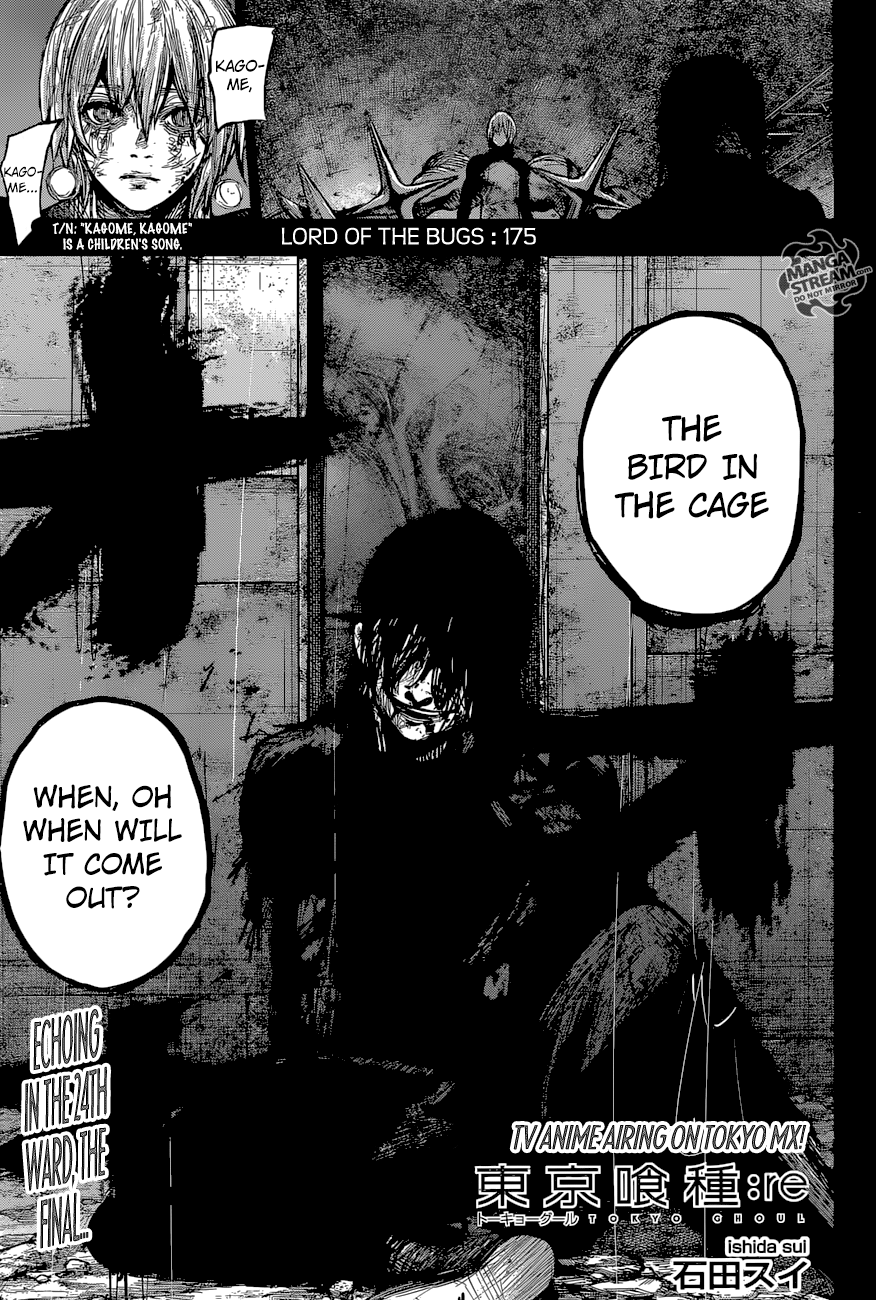 KAGO-
ME,
KAGO-
ME...
T/N: "KAGOME, KAGOME"
IS A CHILDREN'S SONG.
LORD OF THE BUGS : 175
MANGA
STREAM.com
DO NOT MIRROR
THE
BIRD IN
THE CAGE
WHEN, OH
WHEN WILL
IT COME
OUT?
ECHOING
IN THE 24TH
WARD, THE
FINAL...
TV ANIME AIRING ON TOKYO MX!
東京喰種:re
トーキョーグール TOKYO GHOUL
ishida sui
石田スイ